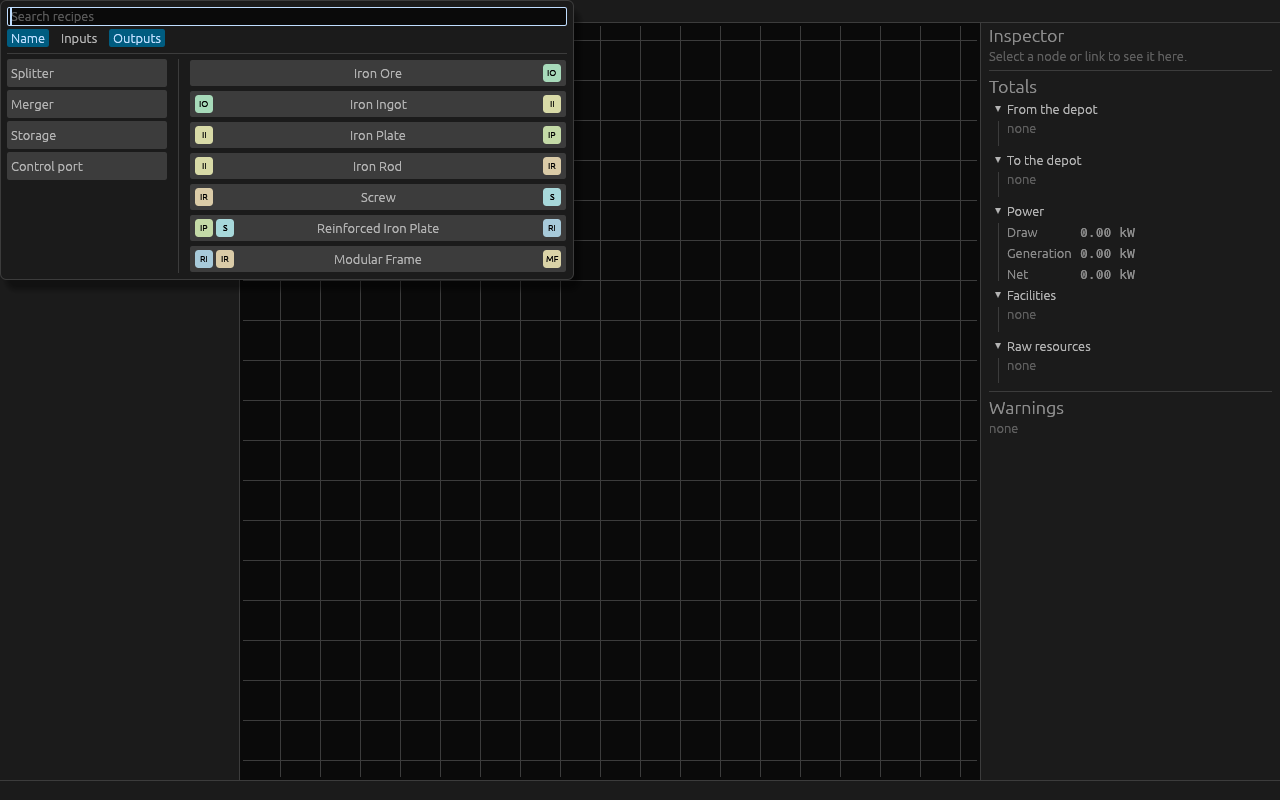 Search recipes
Name Inputs Outputs
Splitter
Merger
Storage
Control port
Iron Ore IO
IO Iron Ingot II
II Iron Plate IP
II Iron Rod IR
IR Screw S
IP S Reinforced Iron Plate RI
RI IR Modular Frame MF
Inspector
Select a node or link to see it here.
Totals
From the depot
none
To the depot
none
Power
Draw 0.00 kW
Generation 0.00 kW
Net 0.00 kW
Facilities
none
Raw resources
none
Warnings
none